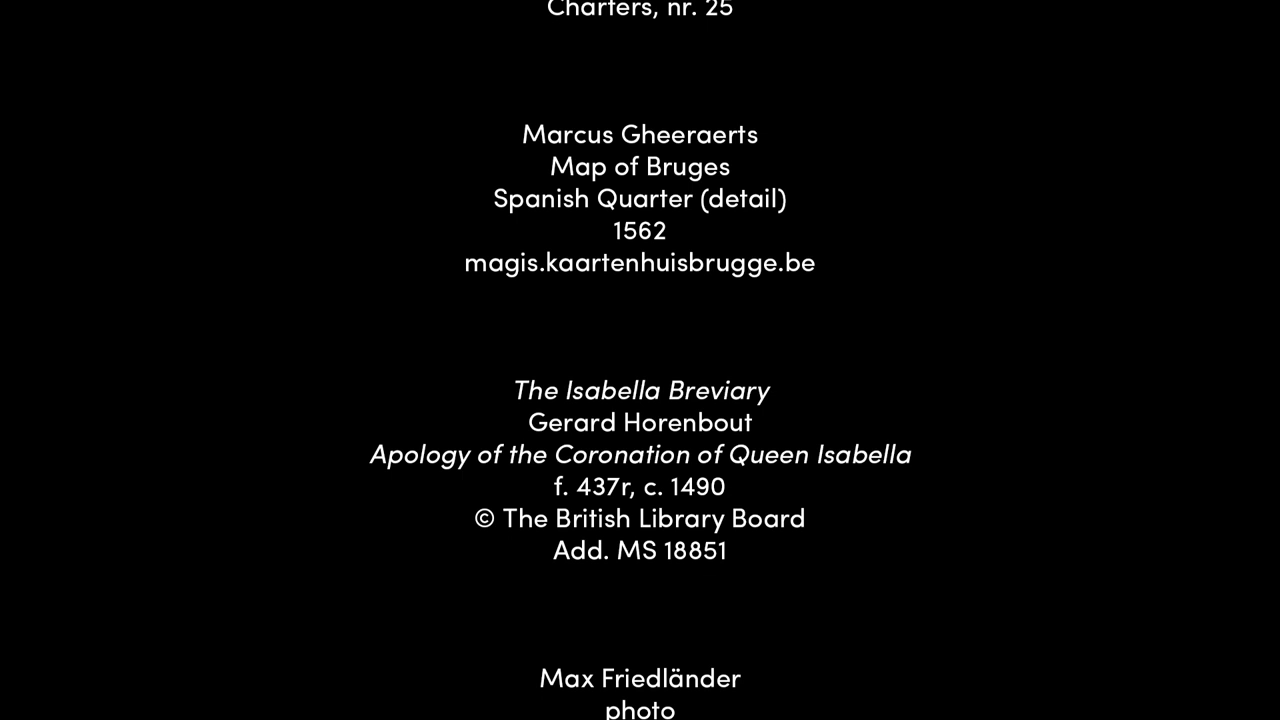 Charters, nr. 25
Marcus Gheeraerts
Map of Bruges
Spanish Quarter (detail)
1562
magis.kaartenhuisbrugge.be
The Isabella Breviary
Gerard Horenbout
Apology of the Coronation of Queen Isabella
f. 437r, c. 1490
© The British Library Board
Add. MS 18851
Max Friedländer
photo